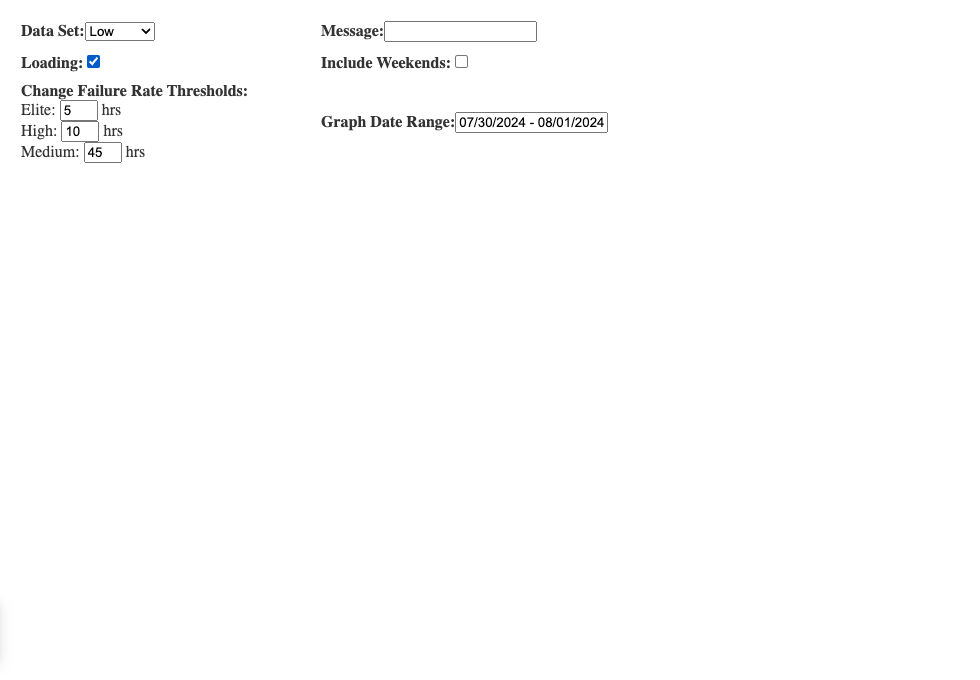 Data Set: Low
Message:
Loading:
Include Weekends:
Change Failure Rate Thresholds:
Elite: 5 hrs
High: 10 hrs
Medium: 45 hrs
Graph Date Range: 07/30/2024 - 08/01/2024